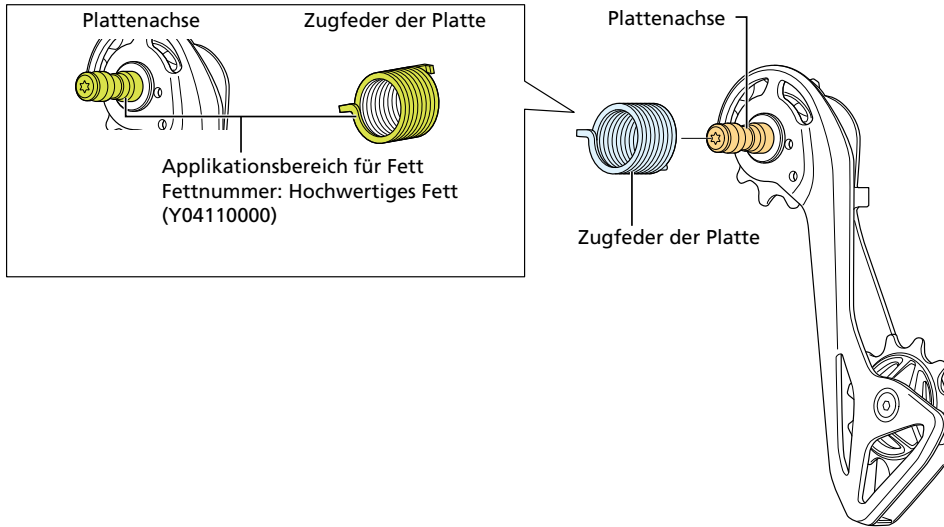 Plattenachse
Zugfeder der Platte
Applikationsbereich für Fett
Fettnummer: Hochwertiges Fett
(Y04110000)
Plattenachse
Zugfeder der Platte